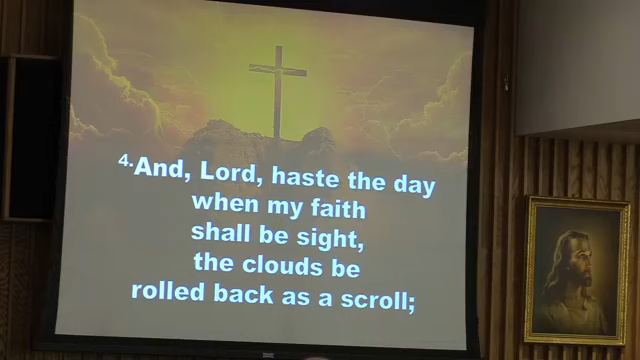 4.And, Lord, haste the day
when my faith
shall be sight,
the clouds be
rolled back as a scroll;